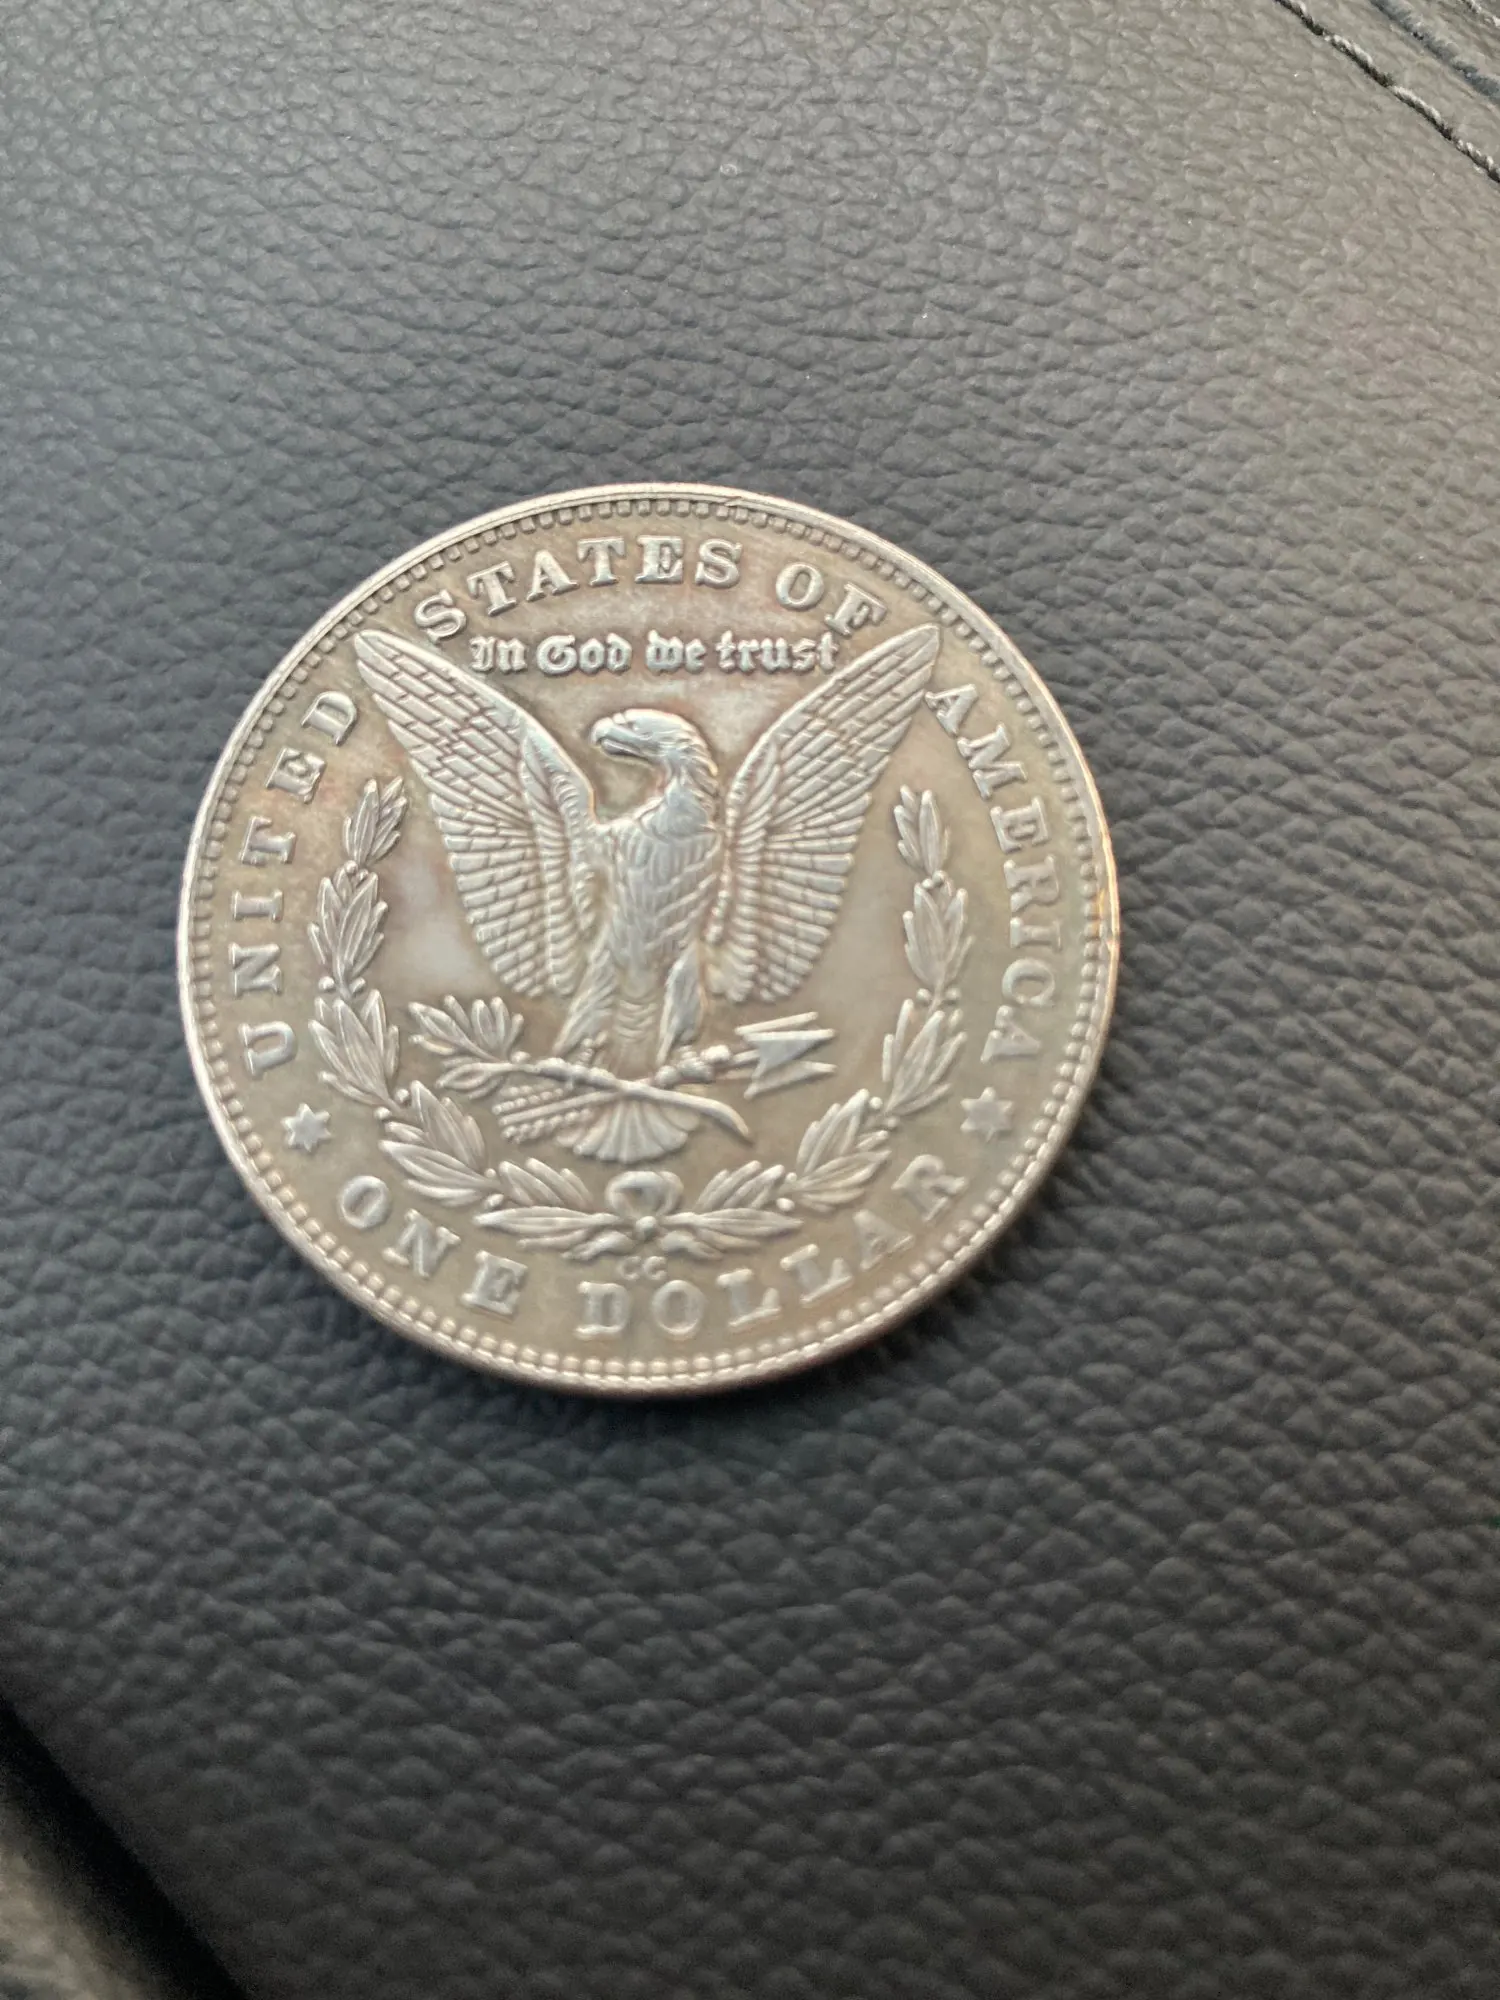 UNITED STATES OF AMERICA
In God we trust
CC
ONE DOLLAR